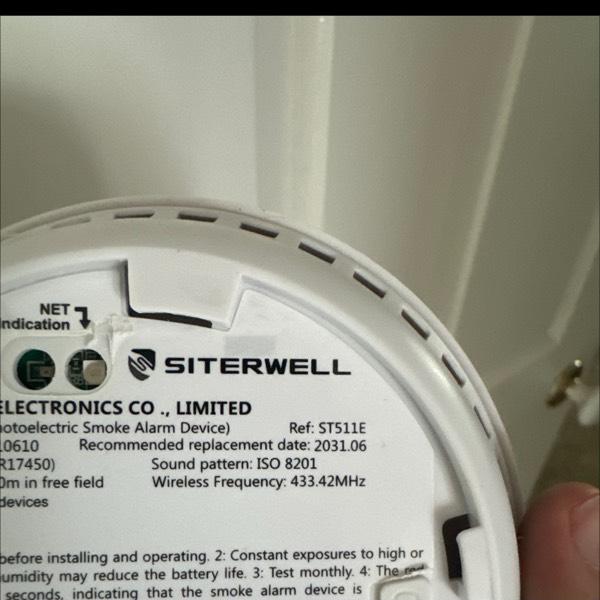 NET
Indication
SITERWELL
ELECTRONICS CO ., LIMITED
otoelectric Smoke Alarm Device) Ref: ST511E
0610 Recommended replacement date: 2031.06
R17450) Sound pattern: ISO 8201
0m in free field Wireless Frequency: 433.42MHz
devices
before installing and operating. 2: Constant exposures to high or
umidity may reduce the battery life. 3: Test monthly. 4: The red
seconds, indicating that the smoke alarm device is